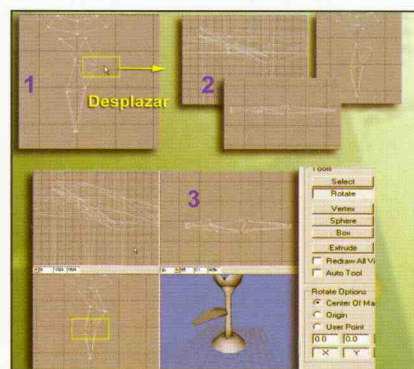 1
Desplazar
2
3
Select
Rotate
Vertex
Sphere
Box
Extrude
Redraw All Vi
Auto Tool
Rotate Options
Center Of Ma
Origin
User Point
0.0 0.0
X Y